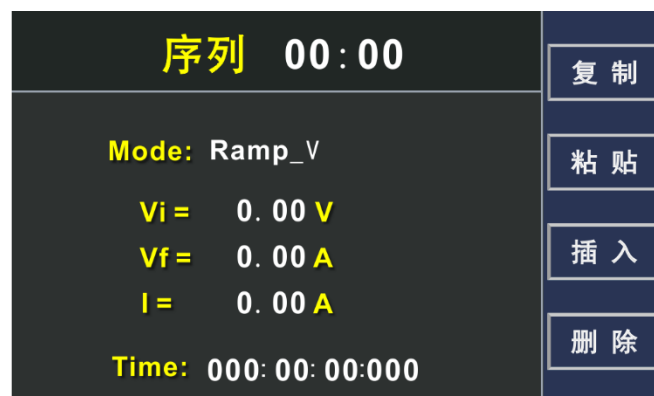 序列 00:00
Mode: Ramp_V
Vi = 0.00 V
Vf = 0.00 A
I = 0.00 A
Time: 000:00:00:000
复制
粘贴
插入
删除